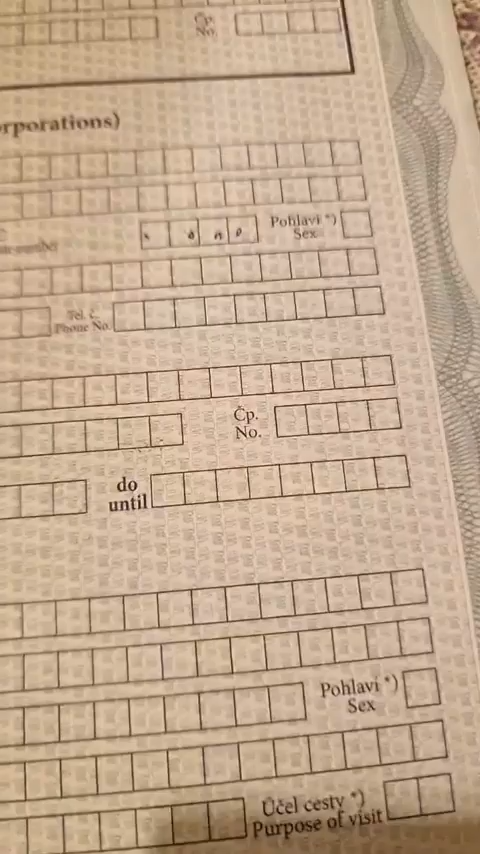 Čp.
No.
rporations)
Pohlaví *)
Sex
Tel. č.
Phone No.
Čp.
No.
do
until
Pohlaví *)
Sex
Účel cesty *)
Purpose of visit